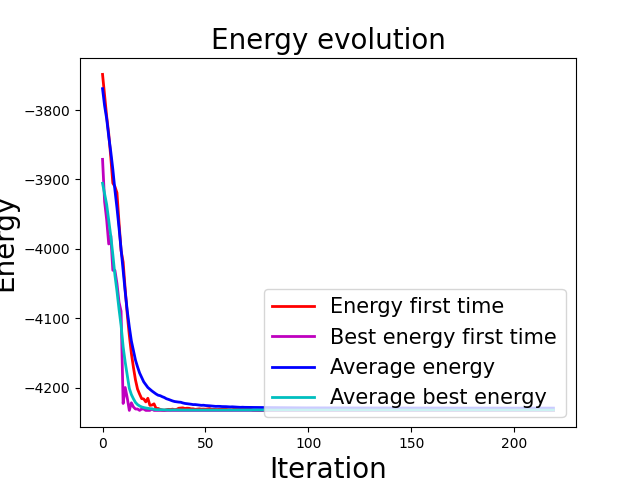 Energy evolution
Energy
−3800
−3900
−4000
−4100
−4200
0
50
100
150
200
Iteration
Energy first time
Best energy first time
Average energy
Average best energy